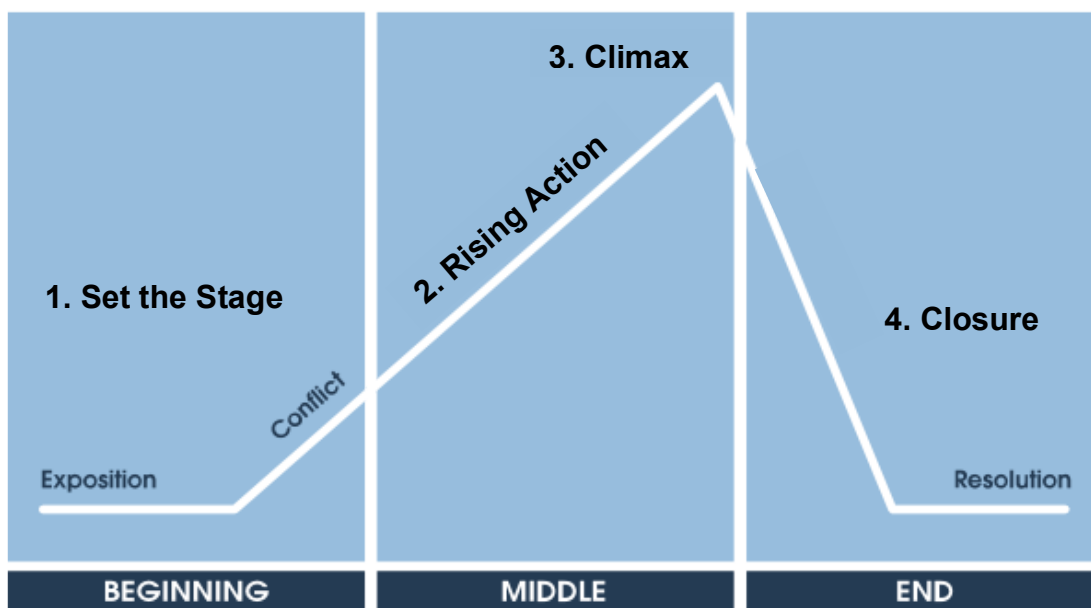 3. Climax
2. Rising Action
1. Set the Stage
4. Closure
Conflict
Exposition
Resolution
BEGINNING
MIDDLE
END